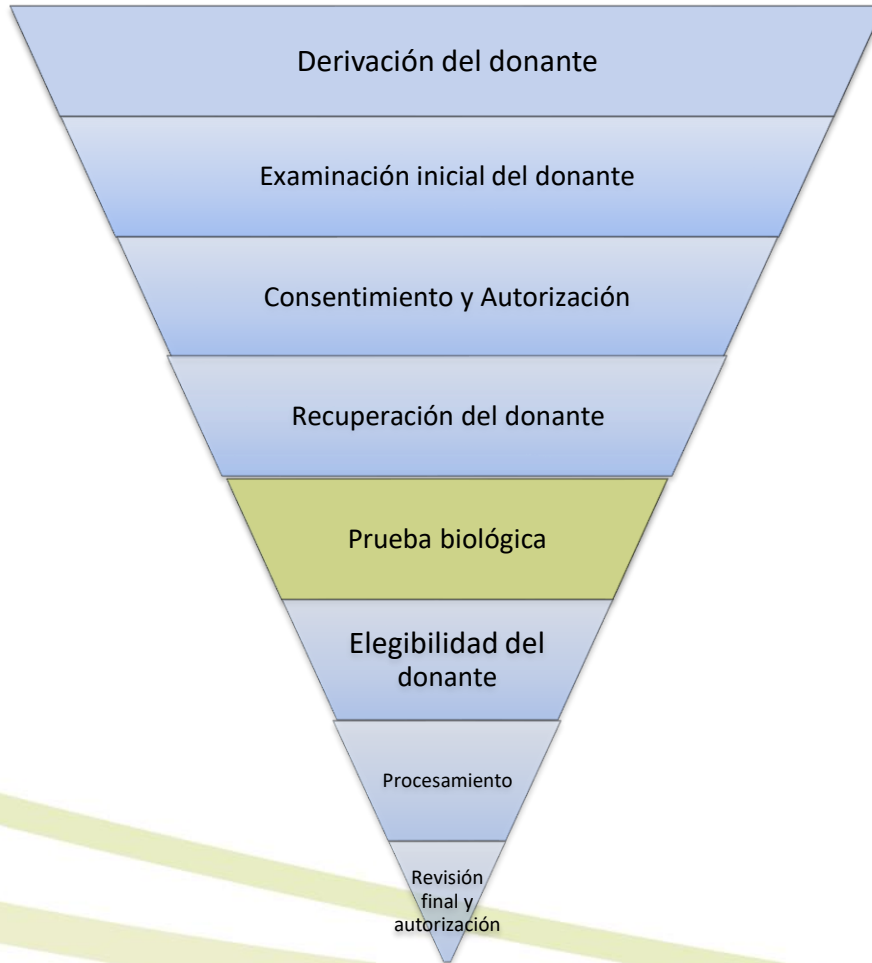 Derivación del donante
Examinación inicial del donante
Consentimiento y Autorización
Recuperación del donante
Prueba biológica
Elegibilidad del
donante
Procesamiento
Revisión
final y
autorización